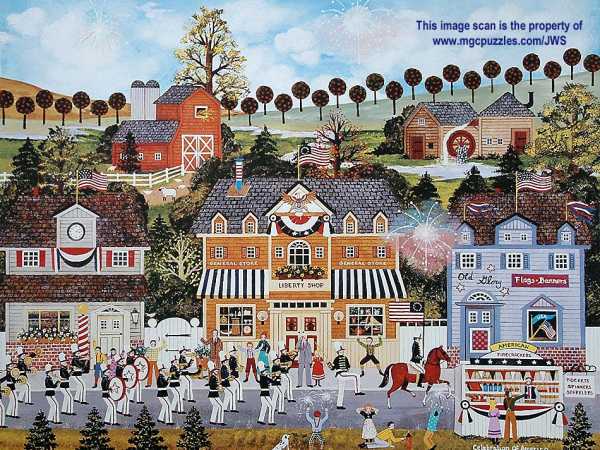 This image scan is the property of
www.mgcpuzzles.com/JWS
GENERAL STORE
GENERAL STORE
LIBERTY SHOP
Old Glory
Flags & Banners
USA
AMERICAN
FIRECRACKERS
ROCKETS
SPINNERS
SPARKLERS
Celebration of America